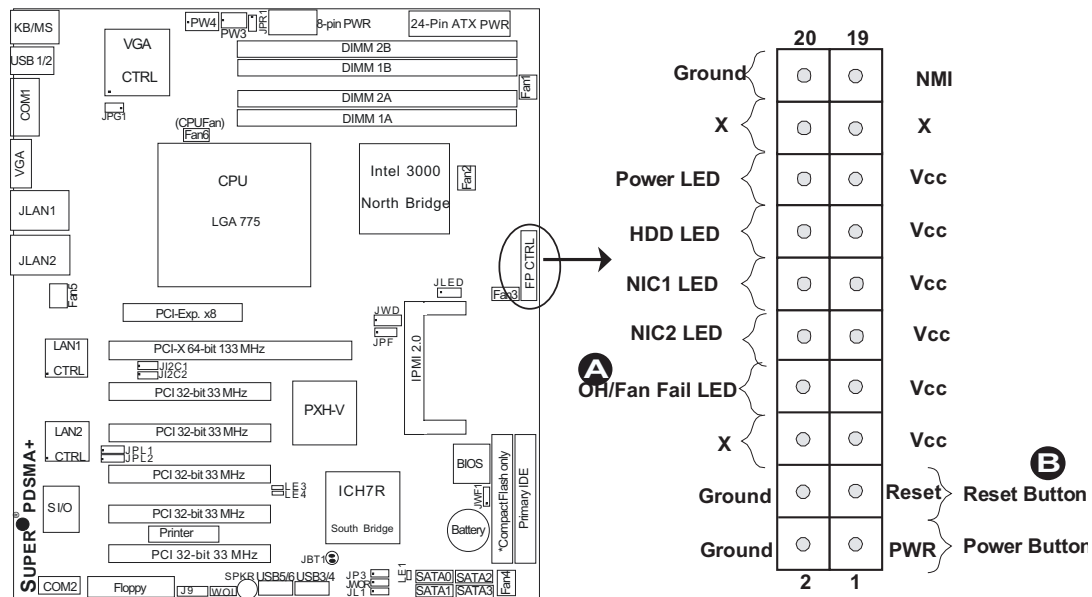 KB/MS
USB 1/2
COM1
VGA
JLAN1
JLAN2
Fan5
VGA
CTRL
JPG1
PW4
PW3
JPR1
8-pin PWR
24-Pin ATX PWR
DIMM 2B
DIMM 1B
DIMM 2A
DIMM 1A
Fan1
(CPUFan)
Fan6
CPU
LGA 775
Intel 3000
North Bridge
Fan2
FP CTRL
Fan3
JLED
JWD
JPF
IPMI 2.0
PCI-Exp. x8
PCI-X 64-bit 133 MHz
JI2C1
JI2C2
LAN1
CTRL
PCI 32-bit 33 MHz
PXH-V
LAN2
CTRL
PCI 32-bit 33 MHz
JPL1
JPL2
PCI 32-bit 33 MHz
LE3
LE4
S I/O
PCI 32-bit 33 MHz
Printer
PCI 32-bit 33 MHz
ICH7R
South Bridge
JBT1
BIOS
JWF1
Battery
*CompactFlash only
Primary IDE
SUPER® PDSMA+
COM2
Floppy
J9
WOL
SPKR
USB5/6
USB3/4
JP3
JWOR
JL1
LE1
SATA0
SATA2
SATA1
SATA3
Fan4
20 19
Ground NMI
X X
Power LED Vcc
HDD LED Vcc
NIC1 LED Vcc
NIC2 LED Vcc
A
OH/Fan Fail LED Vcc
X Vcc
B
Ground Reset Reset Button
Ground PWR Power Button
2 1